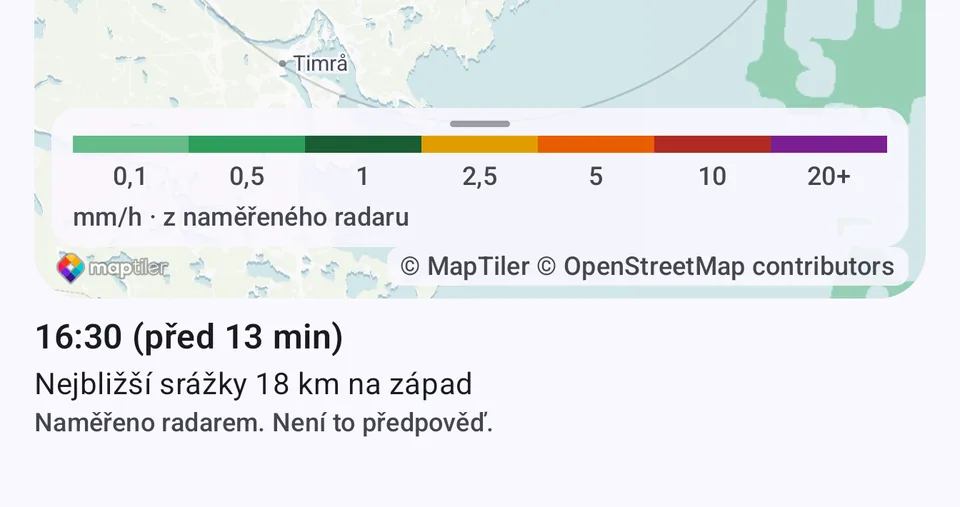 Timrå
0,1 0,5 1 2,5 5 10 20+
mm/h · z naměřeného radaru
maptiler
© MapTiler © OpenStreetMap contributors
16:30 (před 13 min)
Nejbližší srážky 18 km na západ
Naměřeno radarem. Není to předpověď.